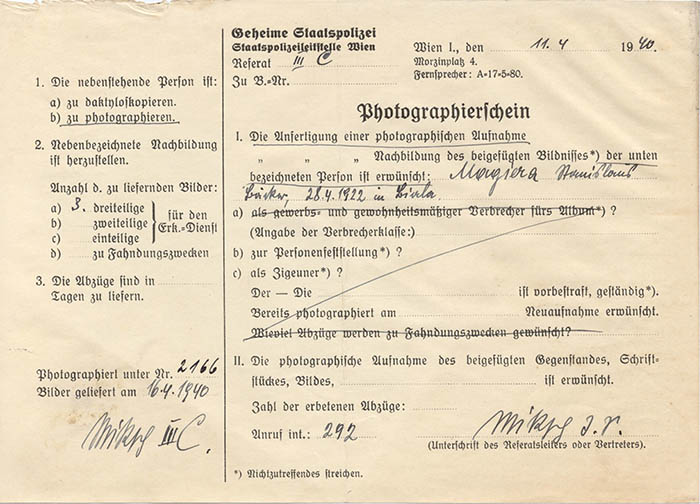 Geheime Staatspolizei
Staatspolizeileitstelle Wien
Referat III C
Zu B.=Nr.
Wien I., den 11.4 1940.
Morzinplatz 4.
Fernsprecher: A=17=5=80.
1. Die nebenstehende Person ist:
a) zu daktyloskopieren.
b) zu photographieren.
2. Nebenbezeichnete Nachbildung
ist herzustellen.
Anzahl d. zu liefernden Bilder:
a) 3. dreiteilige
b) zweiteilige
c) einteilige
d) zu Fahndungszwecken
für den
Erk.=Dienst
3. Die Abzüge sind in
Tagen zu liefern.
Photographiert unter Nr. 2166
Bilder geliefert am 16.4.1940
Miksch III C.
Photographierschein
I. Die Anfertigung einer photographischen Aufnahme
„ „ „ Nachbildung des beigefügten Bildnisses*) der unten
bezeichneten Person ist erwünscht: Magiera Stanislaus
Bäcker, 28.4.1922 in Biala.
a) als gewerbs= und gewohnheitsmäßiger Verbrecher fürs Album*) ?
(Angabe der Verbrecherklasse:)
b) zur Personenfeststellung*) ?
c) als Zigeuner*) ?
Der — Die ist vorbestraft, geständig*).
Bereits photographiert am Neuaufnahme erwünscht.
Wieviel Abzüge werden zu Fahndungszwecken gewünscht?
II. Die photographische Aufnahme des beigefügten Gegenstandes, Schrift=
stückes, Bildes, ist erwünscht.
Zahl der erbetenen Abzüge:
Anruf int.: 292
Miksch
(Unterschrift des Referatsleiters oder Vertreters).
*) Nichtzutreffendes streichen.